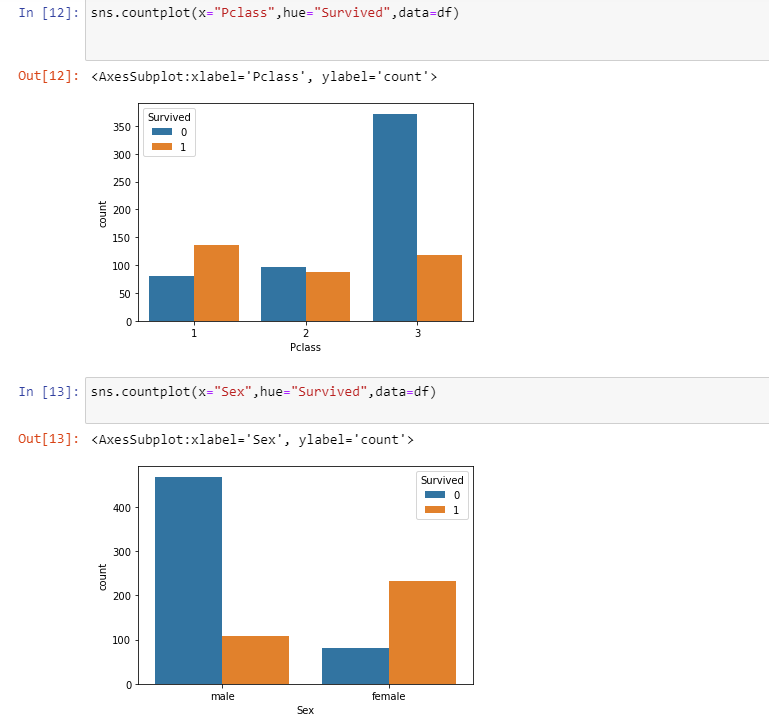 In [12]: sns.countplot(x="Pclass",hue="Survived",data=df)
Out[12]: <AxesSubplot:xlabel='Pclass', ylabel='count'>
Survived
0
1
350
300
250
200
150
100
50
0
count
1 2 3
Pclass
In [13]: sns.countplot(x="Sex",hue="Survived",data=df)
Out[13]: <AxesSubplot:xlabel='Sex', ylabel='count'>
Survived
0
1
400
300
200
100
0
count
male female
Sex